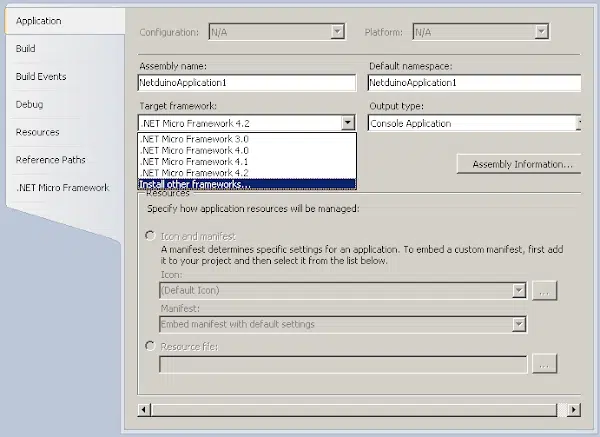 Application
Build
Build Events
Debug
Resources
Reference Paths
.NET Micro Framework
Configuration: N/A Platform: N/A
Assembly name: Default namespace:
NetduinoApplication1 NetduinoApplication1
Target framework: Output type:
.NET Micro Framework 4.2 Console Application
.NET Micro Framework 3.0
.NET Micro Framework 4.0
.NET Micro Framework 4.1
.NET Micro Framework 4.2
Install other frameworks...
Assembly Information...
Resources
Specify how application resources will be managed:
Icon and manifest
A manifest determines specific settings for an application. To embed a custom manifest, first add
it to your project and then select it from the list below.
Icon:
(Default Icon) ...
Manifest:
Embed manifest with default settings
Resource file:
...